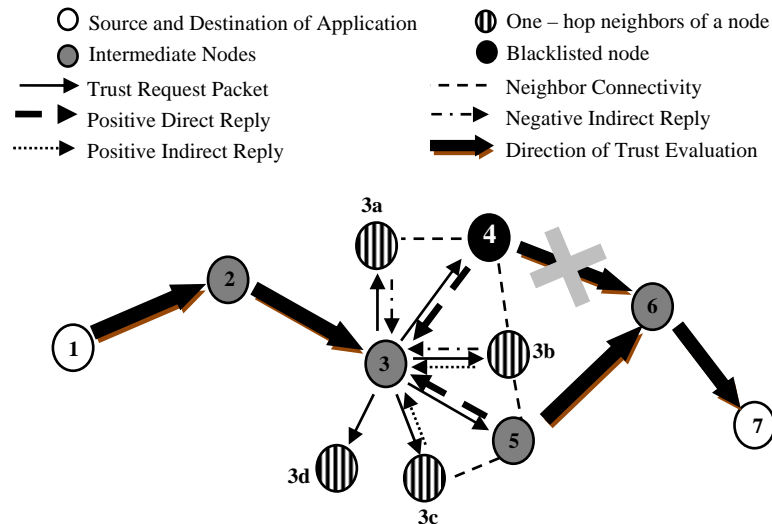 Source and Destination of Application
One – hop neighbors of a node
Intermediate Nodes
Blacklisted node
Trust Request Packet
Neighbor Connectivity
Positive Direct Reply
Negative Indirect Reply
Positive Indirect Reply
Direction of Trust Evaluation
3a
4
2
6
1
3
3b
7
5
3d
3c